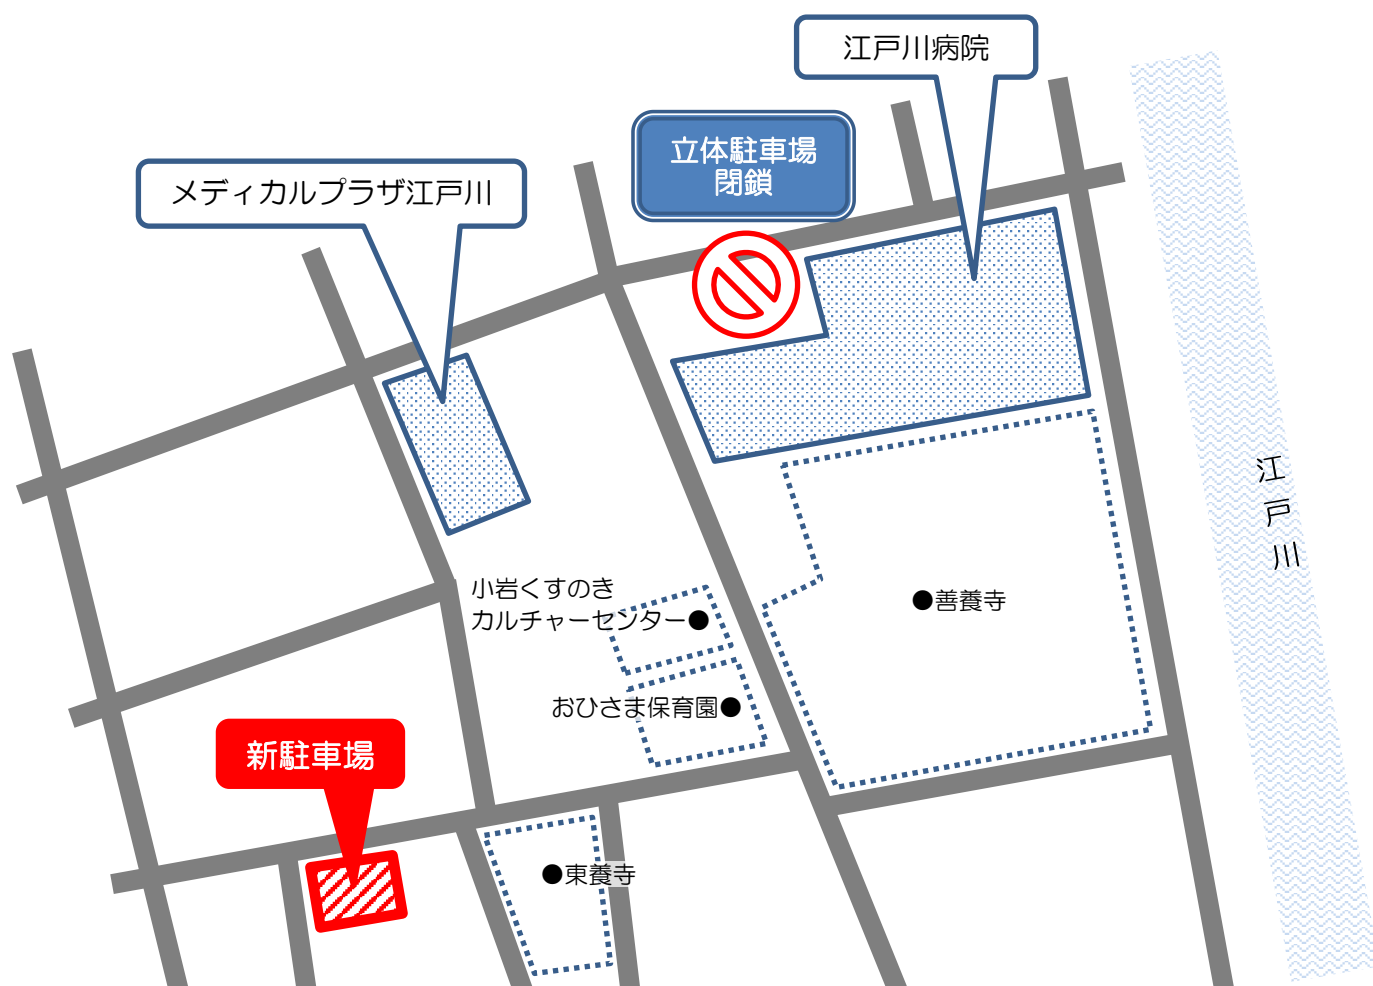 江戸川病院
立体駐車場
閉鎖
メディカルプラザ江戸川
江戸川
小岩くすのき
カルチャーセンター●
●善養寺
おひさま保育園●
新駐車場
●東養寺